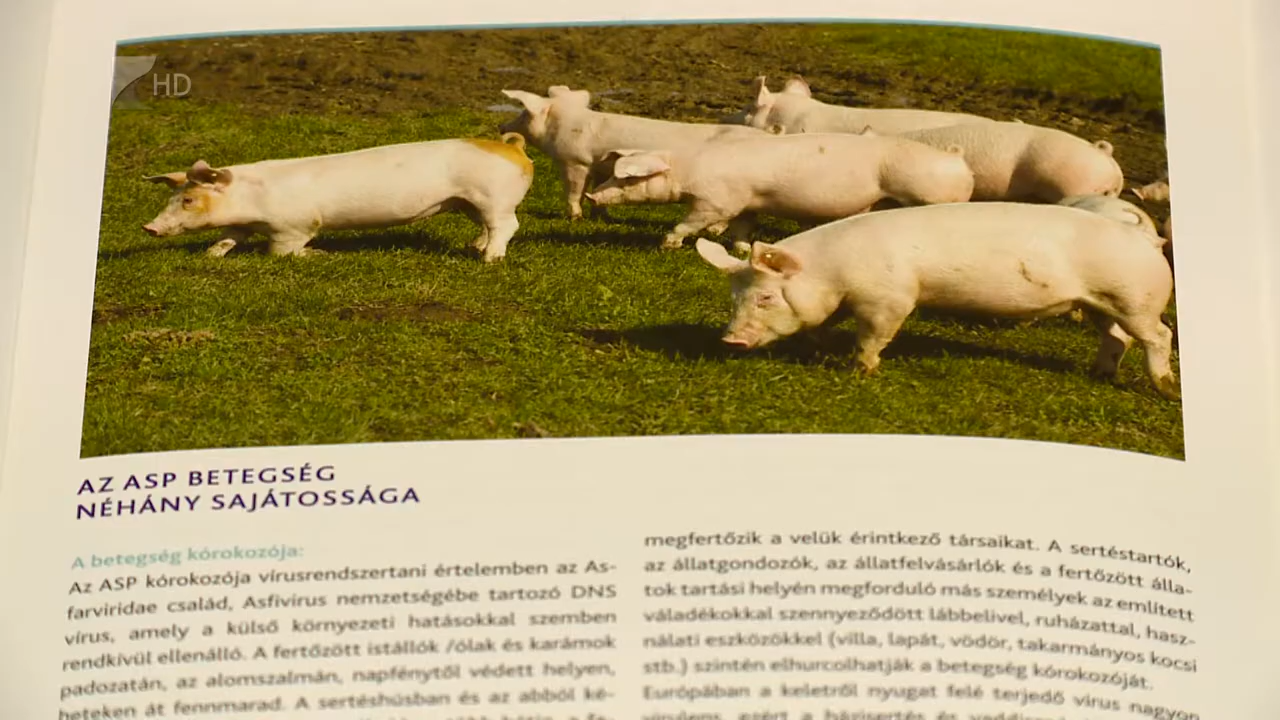 HD
AZ ASP BETEGSÉG
NÉHÁNY SAJÁTOSSÁGA
A betegség kórokozója:
Az ASP kórokozója vírusrendszertani értelemben az As-
farviridae család, Asfivirus nemzetségébe tartozó DNS
vírus, amely a külső környezeti hatásokkal szemben
rendkívül ellenálló. A fertőzött istállók /ólak és karámok
padozatán, az alomszalmán, napfénytől védett helyen,
heteken át fennmarad. A sertéshúsban és az abból ké-
megfertőzik a velük érintkező társaikat. A sertéstartók,
az állatgondozók, az állatfelvásárlók és a fertőzött álla-
tok tartási helyén megforduló más személyek az említett
váladékokkal szennyeződött lábbelivel, ruházattal, hasz-
nálati eszközökkel (villa, lapát, vödör, takarmányos kocsi
stb.) szintén elhurcolhatják a betegség kórokozóját.
Európában a keletről nyugat felé terjedő vírus nagyon